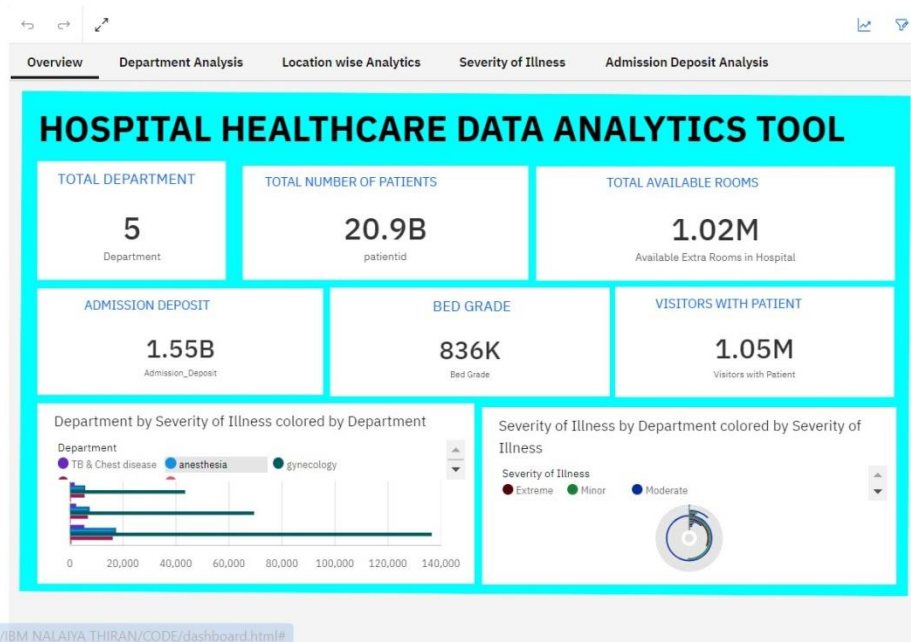 Overview
Department Analysis
Location wise Analytics
Severity of Illness
Admission Deposit Analysis
HOSPITAL HEALTHCARE DATA ANALYTICS TOOL
TOTAL DEPARTMENT
5
Department
TOTAL NUMBER OF PATIENTS
20.9B
patientid
TOTAL AVAILABLE ROOMS
1.02M
Available Extra Rooms in Hospital
ADMISSION DEPOSIT
1.55B
Admission_Deposit
BED GRADE
836K
Bed Grade
VISITORS WITH PATIENT
1.05M
Visitors with Patient
Department by Severity of Illness colored by Department
Department
TB & Chest disease anesthesia gynecology
0 20,000 40,000 60,000 80,000 100,000 120,000 140,000
Severity of Illness by Department colored by Severity of
Illness
Severity of Illness
Extreme Minor Moderate
/IBM NALAIYA THIRAN/CODE/dashboard.html#